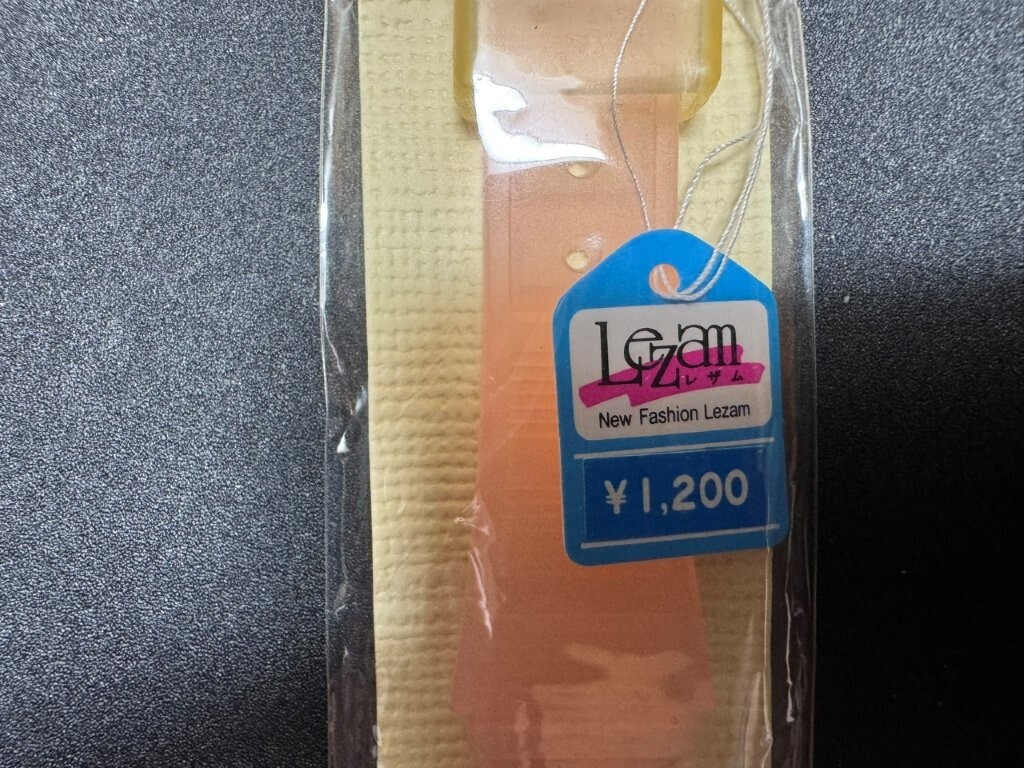 Lezam
レザム
New Fashion Lezam
¥1,200